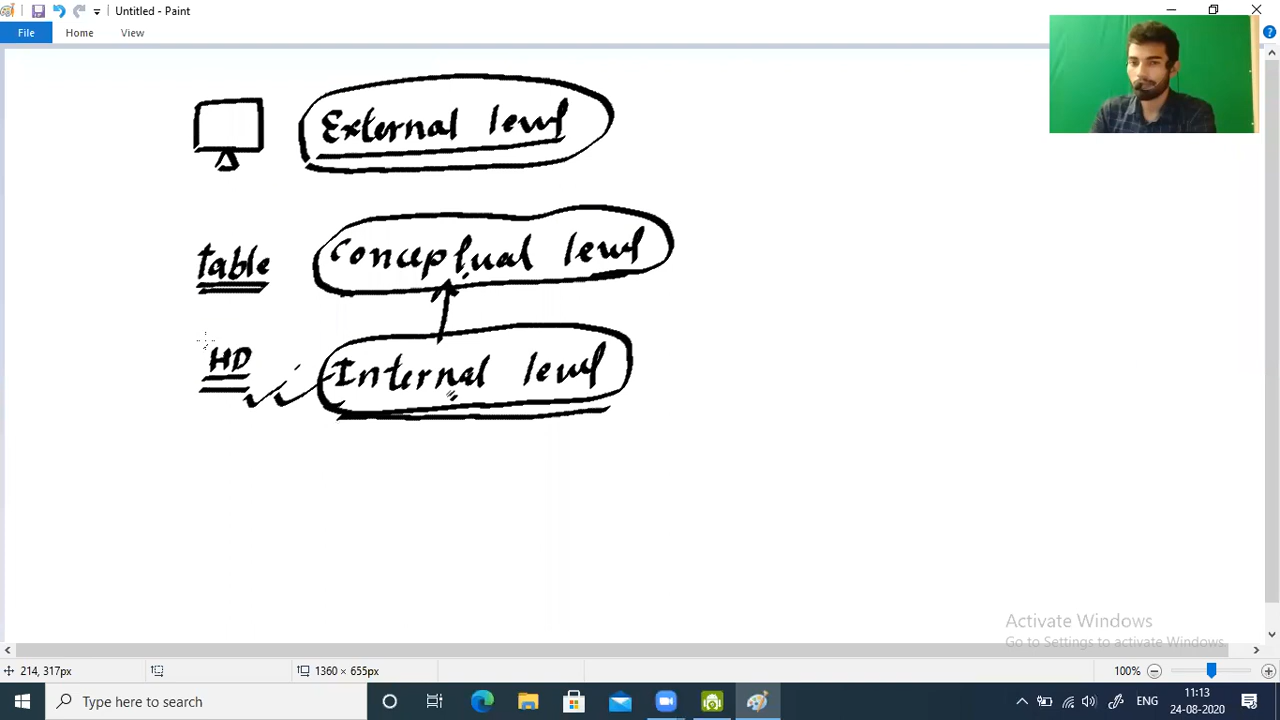 Untitled - Paint
File Home View
External level
table Conceptual level
HD Internal level
Activate Windows
Go to Settings to activate Windows.
214, 317px 1360 × 655px 100%
Type here to search ENG 11:13
24-08-2020